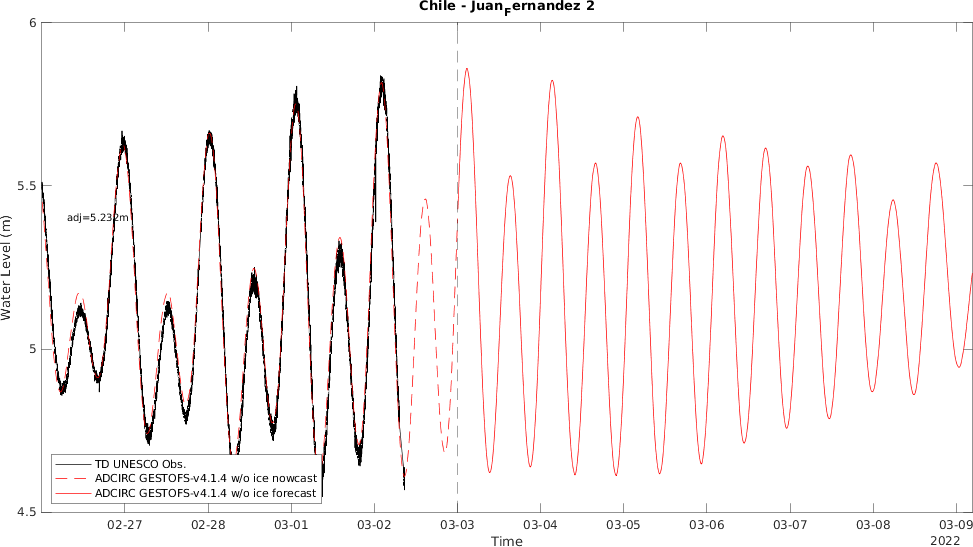 Chile - Juan_Fernandez 2
6
5.5
5
4.5
Water Level (m)
adj=5.232m
TD UNESCO Obs.
ADCIRC GESTOFS-v4.1.4 w/o ice nowcast
ADCIRC GESTOFS-v4.1.4 w/o ice forecast
02-27 02-28 03-01 03-02 03-03 03-04 03-05 03-06 03-07 03-08 03-09
Time 2022